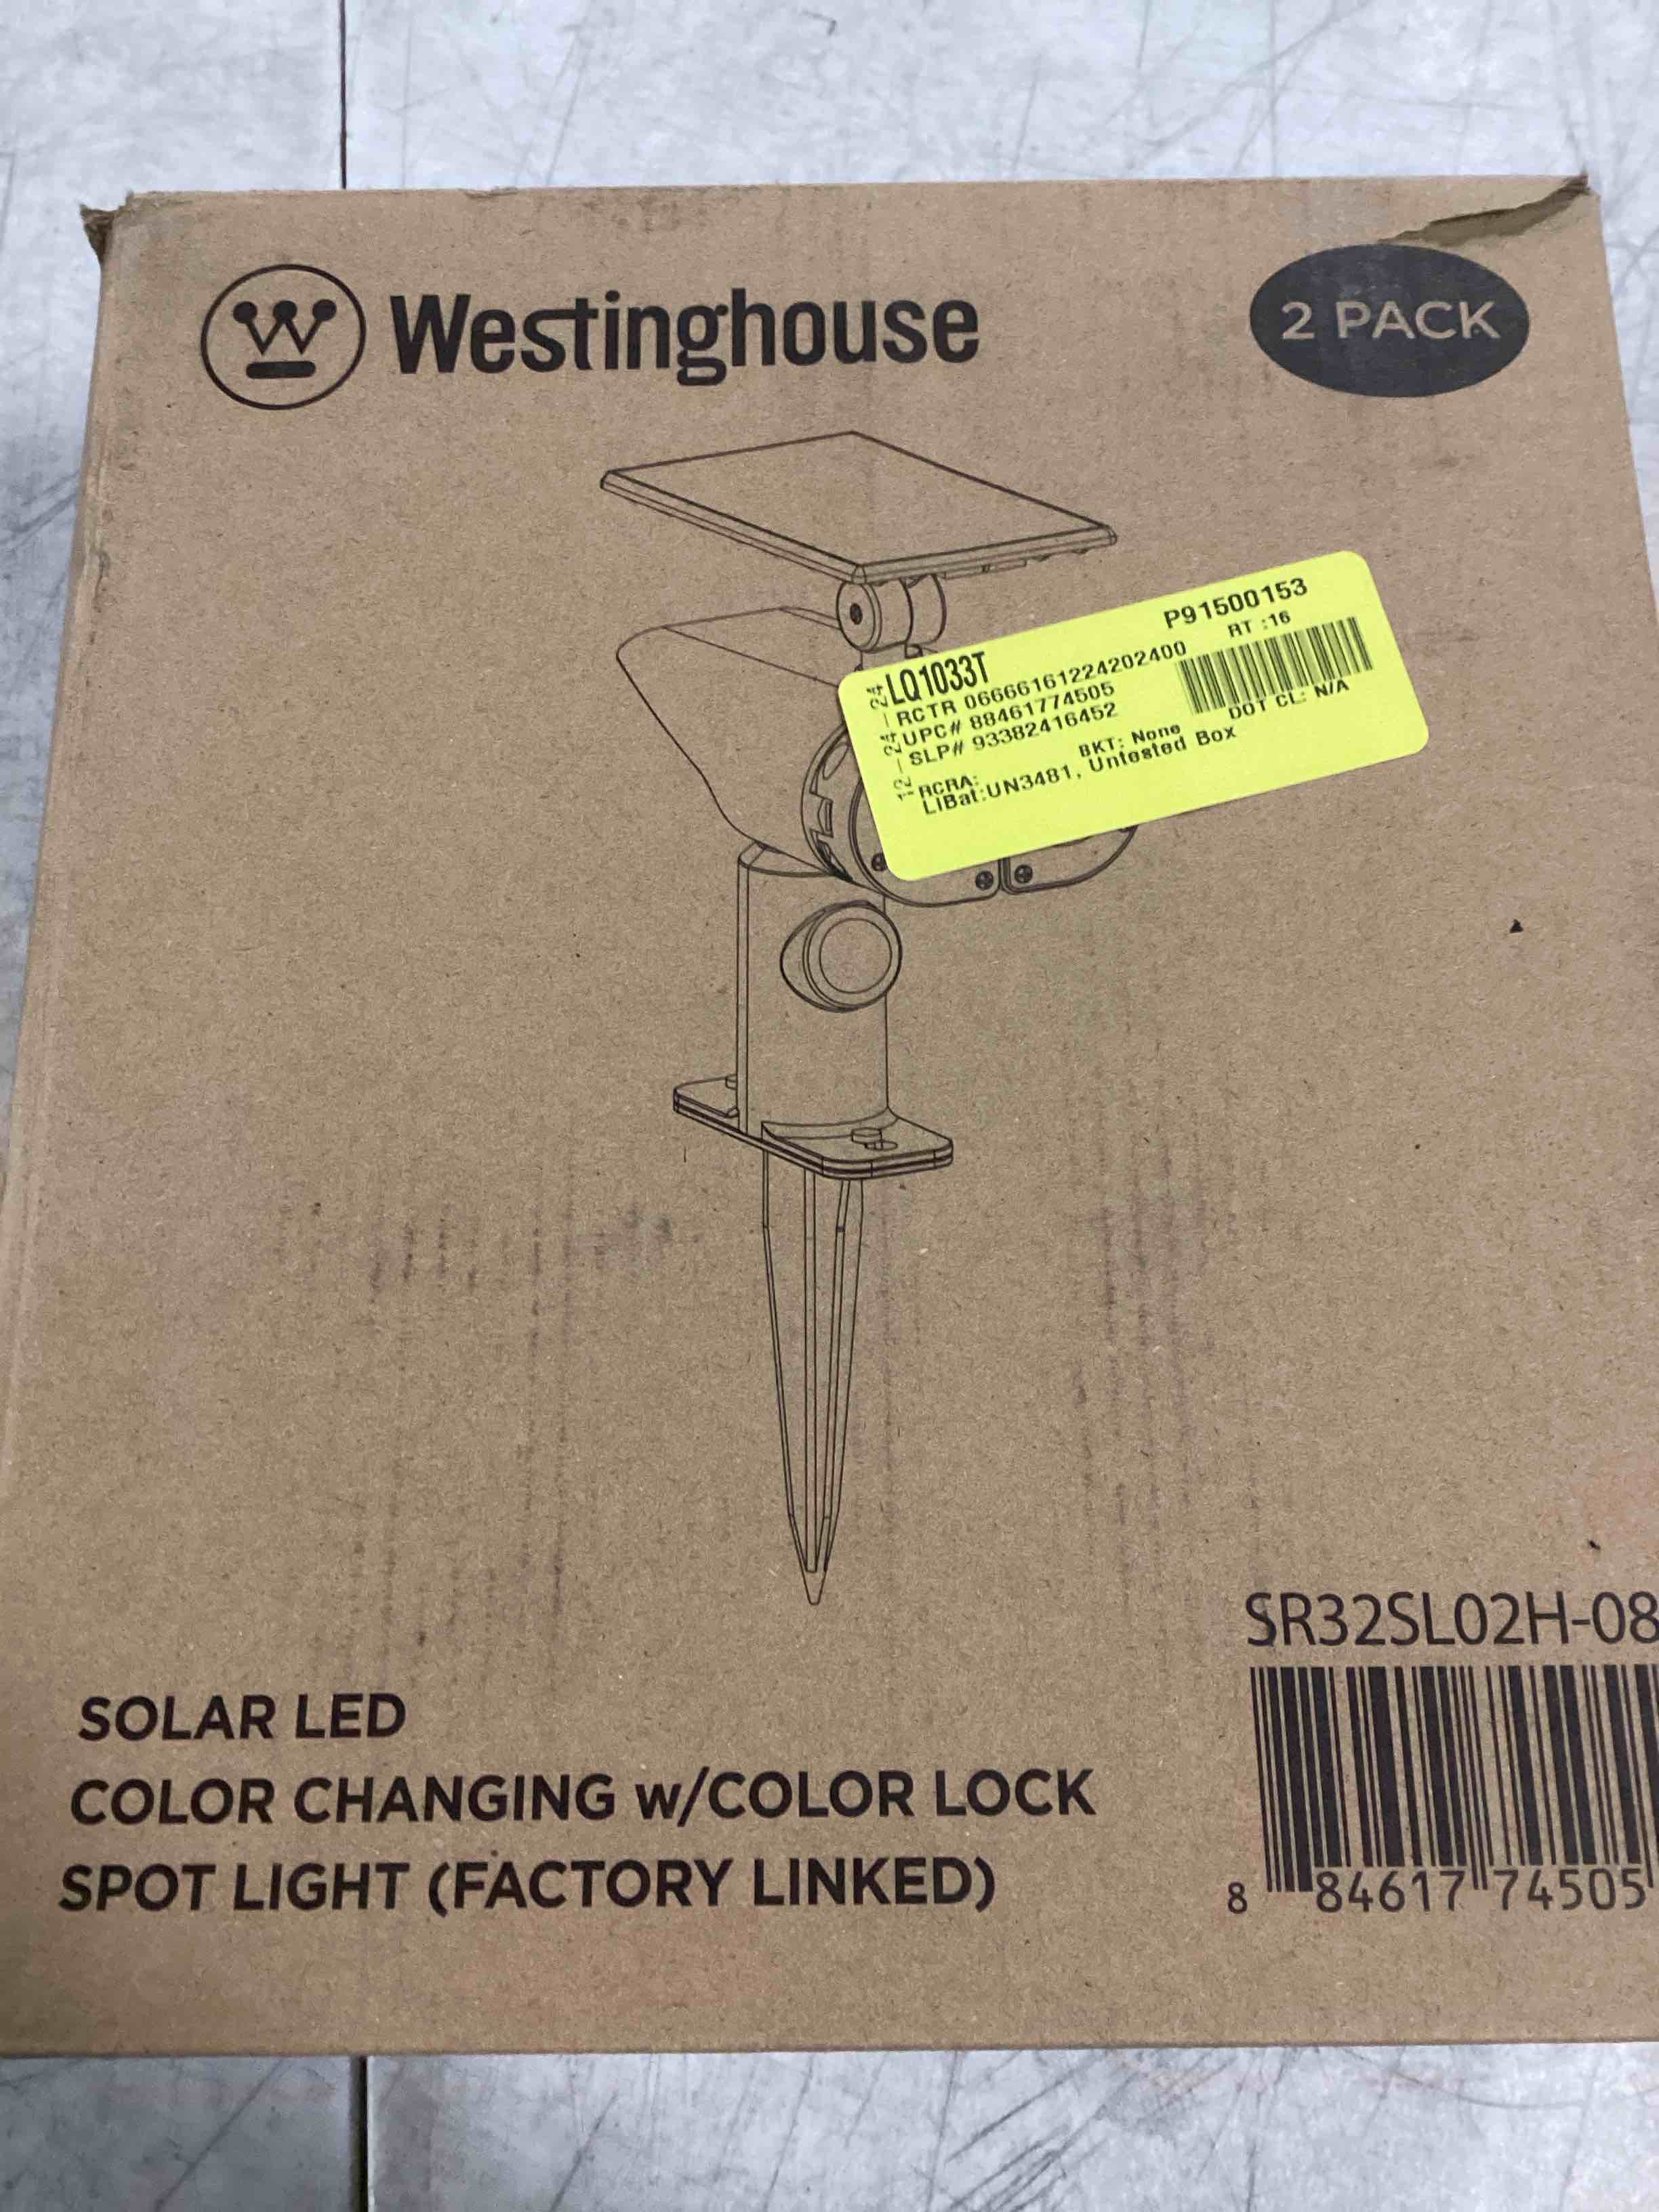 Westinghouse
2 PACK
P91500153
RT :16
LQ1033T
RCTR 06666161224202400
UPC# 88461774505
SLP# 93382416452
DOT CL: N/A
BKT: None
RCRA:
LIBat:UN3481, Untested Box
SR32SL02H-08
SOLAR LED
COLOR CHANGING w/COLOR LOCK
SPOT LIGHT (FACTORY LINKED)
8 84617 74505